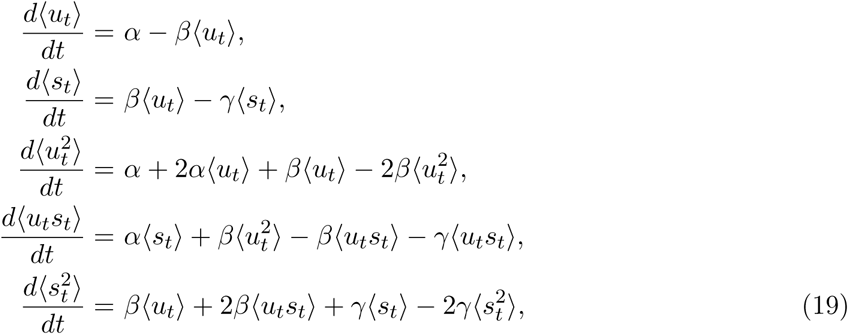 d⟨u_t⟩/dt = α − β⟨u_t⟩,
d⟨s_t⟩/dt = β⟨u_t⟩ − γ⟨s_t⟩,
d⟨u_t^2⟩/dt = α + 2α⟨u_t⟩ + β⟨u_t⟩ − 2β⟨u_t^2⟩,
d⟨u_t s_t⟩/dt = α⟨s_t⟩ + β⟨u_t^2⟩ − β⟨u_t s_t⟩ − γ⟨u_t s_t⟩,
d⟨s_t^2⟩/dt = β⟨u_t⟩ + 2β⟨u_t s_t⟩ + γ⟨s_t⟩ − 2γ⟨s_t^2⟩, (19)